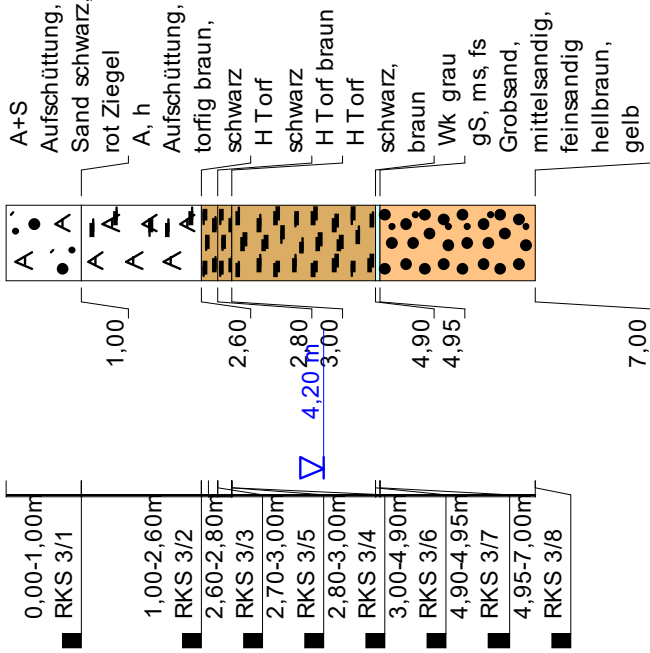 A+S
Aufschüttung,
Sand schwarz,
rot Ziegel
A, h
Aufschüttung,
torfig braun,
schwarz
H Torf
schwarz
H Torf braun
H Torf
schwarz,
braun
Wk grau
gS, ms, fs
Grobsand,
mittelsandig,
feinsandig
hellbraun,
gelb
1,00
2,60
2,80
3,00
4,90
4,95
7,00
4,20 m
0,00-1,00m
RKS 3/1
1,00-2,60m
RKS 3/2
2,60-2,80m
RKS 3/3
2,70-3,00m
RKS 3/5
2,80-3,00m
RKS 3/4
3,00-4,90m
RKS 3/6
4,90-4,95m
RKS 3/7
4,95-7,00m
RKS 3/8